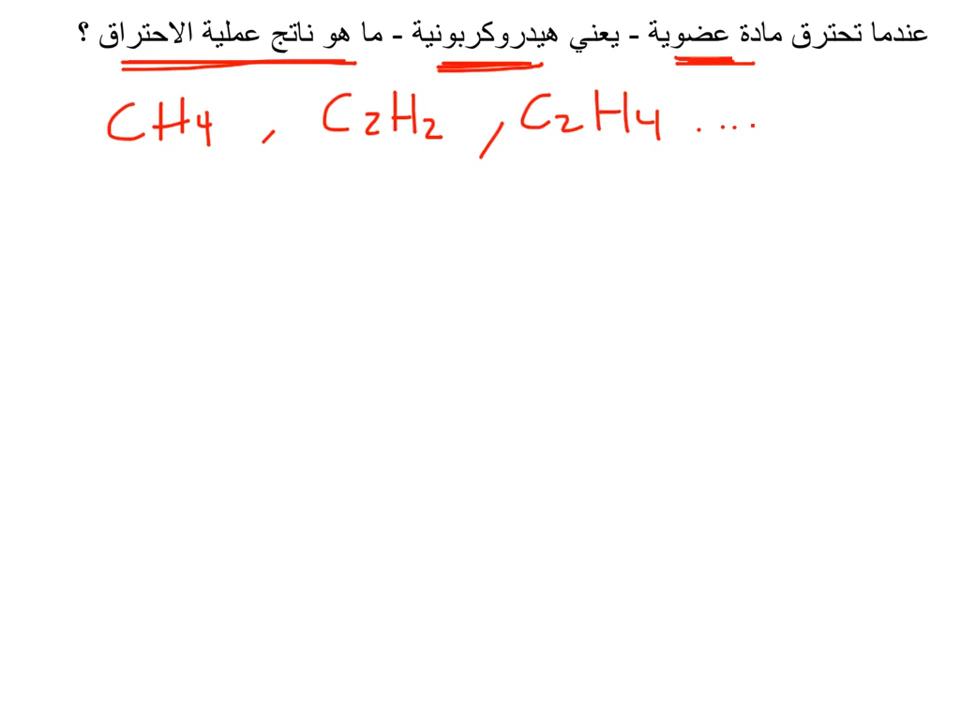 عندما تحترق مادة عضوية - يعني هيدروكربونية - ما هو ناتج عملية الاحتراق ؟
CH4 , C2H2 , C2H4 ....